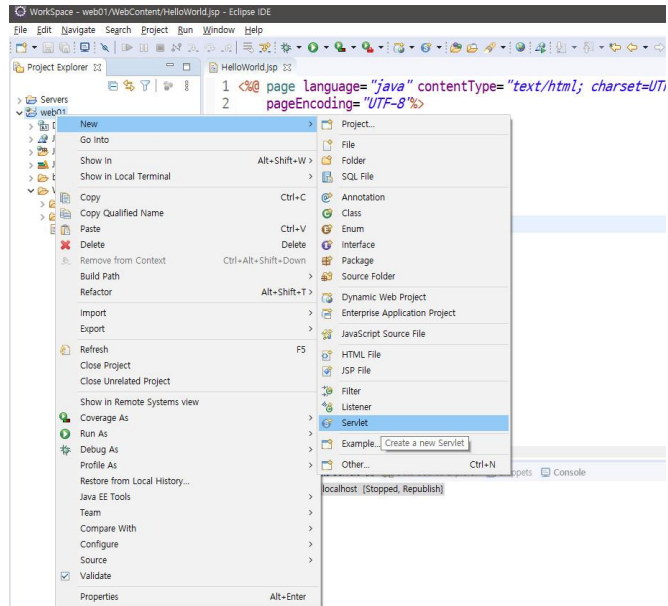 WorkSpace - web01/WebContent/HelloWorld.jsp - Eclipse IDE
File Edit Navigate Search Project Run Window Help
Project Explorer
HelloWorld.jsp
1 <%@ page language="java" contentType="text/html; charset=UTF
2 pageEncoding="UTF-8"%>
Servers
web01
New
Go Into
Show In Alt+Shift+W >
Show in Local Terminal >
Copy Ctrl+C
Copy Qualified Name
Paste Ctrl+V
Delete Delete
Remove from Context Ctrl+Alt+Shift+Down
Build Path >
Refactor Alt+Shift+T >
Import >
Export >
Refresh F5
Close Project
Close Unrelated Project
Show in Remote Systems view
Coverage As >
Run As >
Debug As >
Profile As >
Restore from Local History...
Java EE Tools >
Team >
Compare With >
Configure >
Source >
Validate
Properties Alt+Enter
Project...
File
Folder
SQL File
Annotation
Class
Enum
Interface
Package
Source Folder
Dynamic Web Project
Enterprise Application Project
JavaScript Source File
HTML File
JSP File
Filter
Listener
Servlet
Example...
Create a new Servlet
Other... Ctrl+N
ppets
Console
localhost [Stopped, Republish]